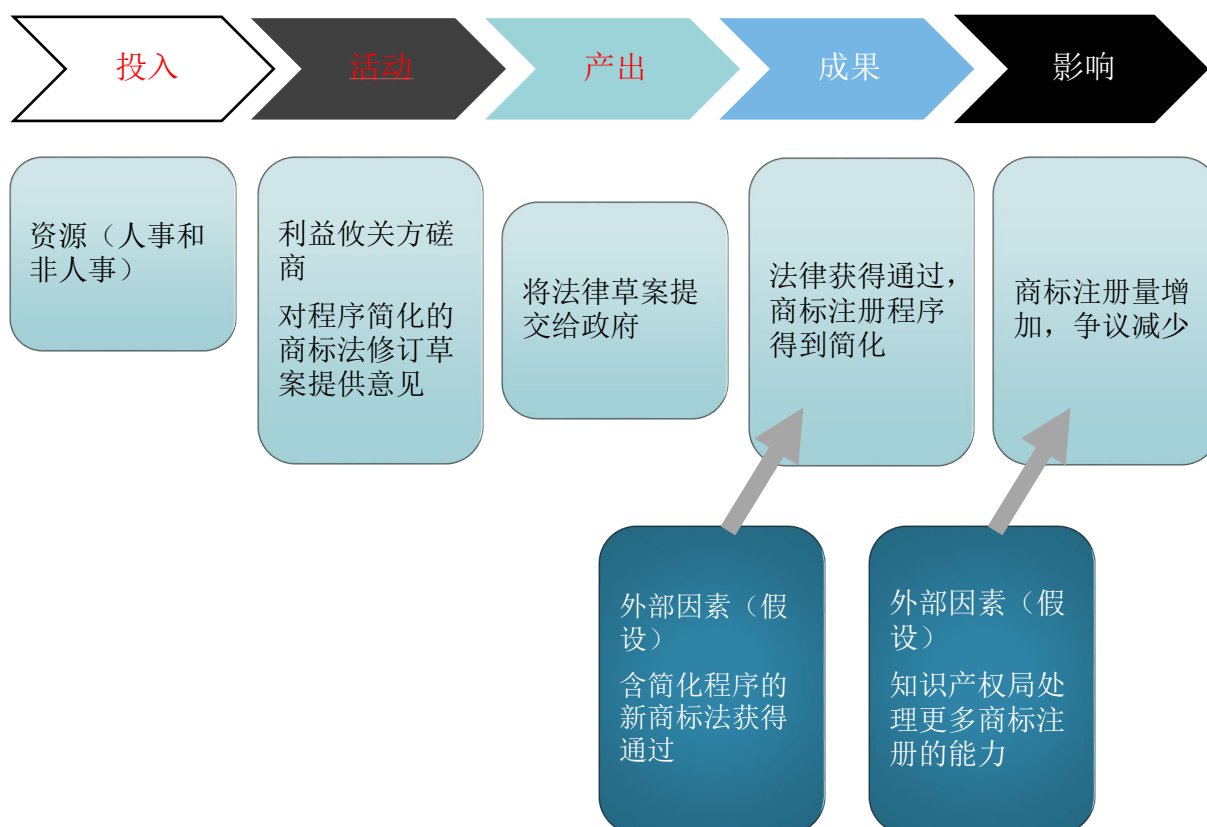 投入
活动
产出
成果
影响
资源（人事和
非人事）
利益攸关方磋
商
对程序简化的
商标法修订草
案提供意见
将法律草案提
交给政府
法律获得通过，
商标注册程序
得到简化
商标注册量增
加，争议减少
外部因素（假
设）
含简化程序的
新商标法获得
通过
外部因素（假
设）
知识产权局处
理更多商标注
册的能力